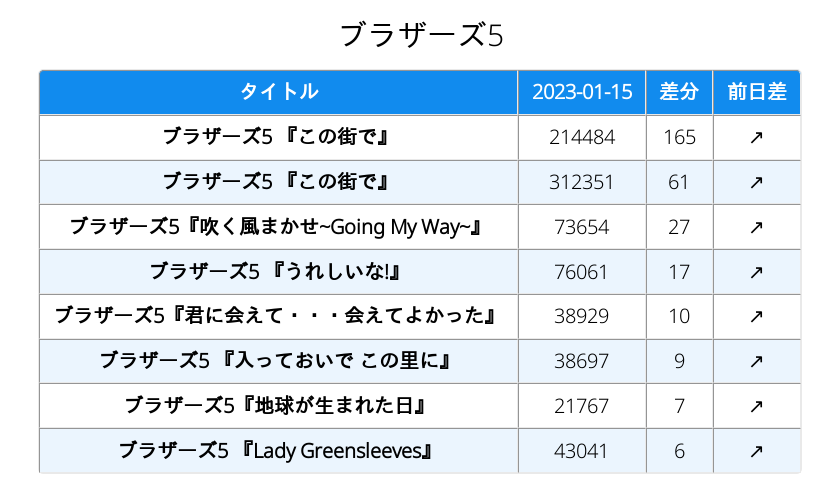 ブラザーズ5
タイトル 2023-01-15 差分 前日差
ブラザーズ5 『この街で』 214484 165 ↗
ブラザーズ5 『この街で』 312351 61 ↗
ブラザーズ5『吹く風まかせ~Going My Way~』 73654 27 ↗
ブラザーズ5 『うれしいな!』 76061 17 ↗
ブラザーズ5『君に会えて・・・会えてよかった』 38929 10 ↗
ブラザーズ5 『入っておいで この里に』 38697 9 ↗
ブラザーズ5『地球が生まれた日』 21767 7 ↗
ブラザーズ5 『Lady Greensleeves』 43041 6 ↗